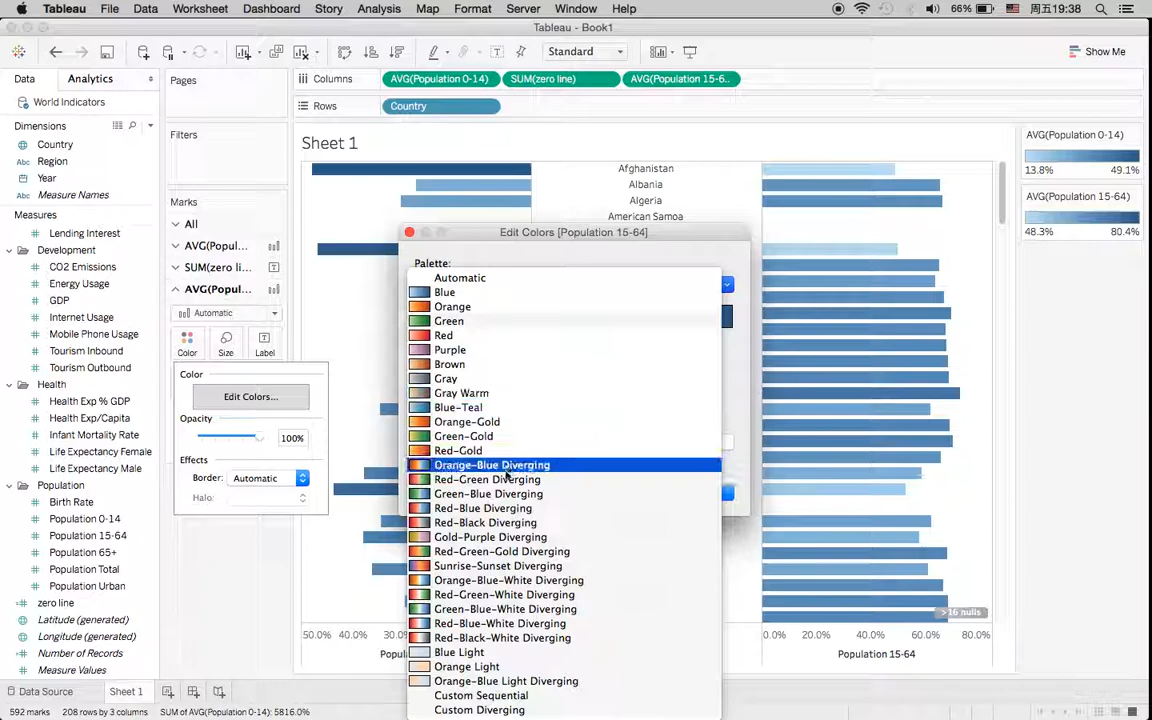 Tableau File Data Worksheet Dashboard Story Analysis Map Format Server Window Help 66% 周五19:38
Tableau - Book1
Standard Show Me
Data Analytics
World Indicators
Dimensions
Country
Region
Year
Measure Names
Measures
Lending Interest
Development
CO2 Emissions
Energy Usage
GDP
Internet Usage
Mobile Phone Usage
Tourism Inbound
Tourism Outbound
Health
Health Exp % GDP
Health Exp/Capita
Infant Mortality Rate
Life Expectancy Female
Life Expectancy Male
Population
Birth Rate
Population 0-14
Population 15-64
Population 65+
Population Total
Population Urban
zero line
Latitude (generated)
Longitude (generated)
Number of Records
Measure Values
Pages
Filters
Marks
All
AVG(Popul...
SUM(zero li...
AVG(Popul...
Automatic
Color Size Label
Color
Edit Colors...
Opacity
100%
Effects
Border: Automatic
Halo:
Columns AVG(Population 0-14) SUM(zero line) AVG(Population 15-6..
Rows Country
Sheet 1
Afghanistan
Albania
Algeria
American Samoa
Edit Colors [Population 15-64]
Palette:
Automatic
Blue
Orange
Green
Red
Purple
Brown
Gray
Gray Warm
Blue-Teal
Orange-Gold
Green-Gold
Red-Gold
Orange-Blue Diverging
Red-Green Diverging
Green-Blue Diverging
Red-Blue Diverging
Red-Black Diverging
Gold-Purple Diverging
Red-Green-Gold Diverging
Sunrise-Sunset Diverging
Orange-Blue-White Diverging
Red-Green-White Diverging
Green-Blue-White Diverging
Red-Blue-White Diverging
Red-Black-White Diverging
Blue Light
Orange Light
Orange-Blue Light Diverging
Custom Sequential
Custom Diverging
>16 nulls
50.0% 40.0% 30.0%
Popul
0.0% 20.0% 40.0% 60.0% 80.0%
Population 15-64
AVG(Population 0-14)
13.8% 49.1%
AVG(Population 15-64)
48.3% 80.4%
Data Source Sheet 1
592 marks 208 rows by 3 columns SUM of AVG(Population 0-14): 5816.0%